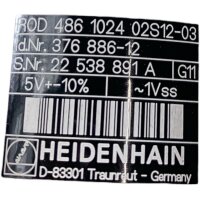 ROD 486 1024 02S12-03
Id.Nr. 376 886-12
S.Nr. 22 538 891 A G11
5V+-10% ~1Vss
HEIDENHAIN
D-83301 Traunreut - Germany